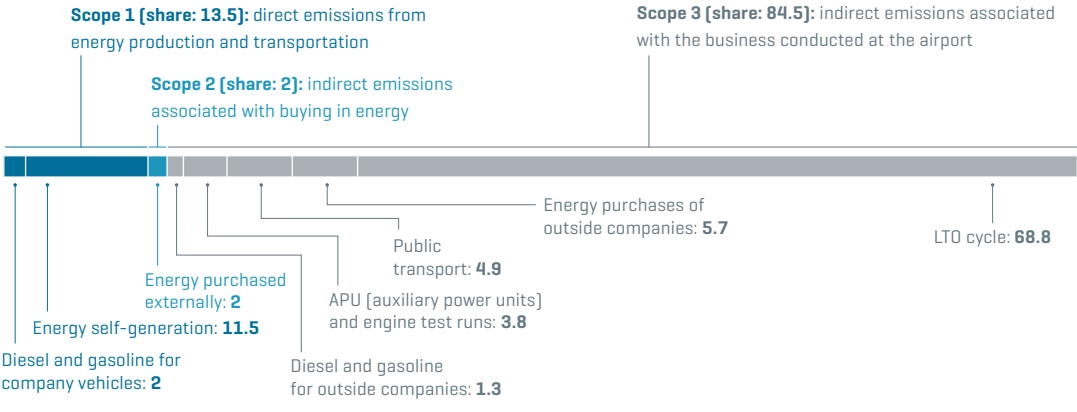 Scope 1 (share: 13.5): direct emissions from
energy production and transportation
Scope 2 (share: 2): indirect emissions
associated with buying in energy
Scope 3 (share: 84.5): indirect emissions associated
with the business conducted at the airport
Energy purchases of
outside companies: 5.7
LTO cycle: 68.8
Public
transport: 4.9
Energy purchased
externally: 2
APU (auxiliary power units)
and engine test runs: 3.8
Energy self-generation: 11.5
Diesel and gasoline for
company vehicles: 2
Diesel and gasoline
for outside companies: 1.3